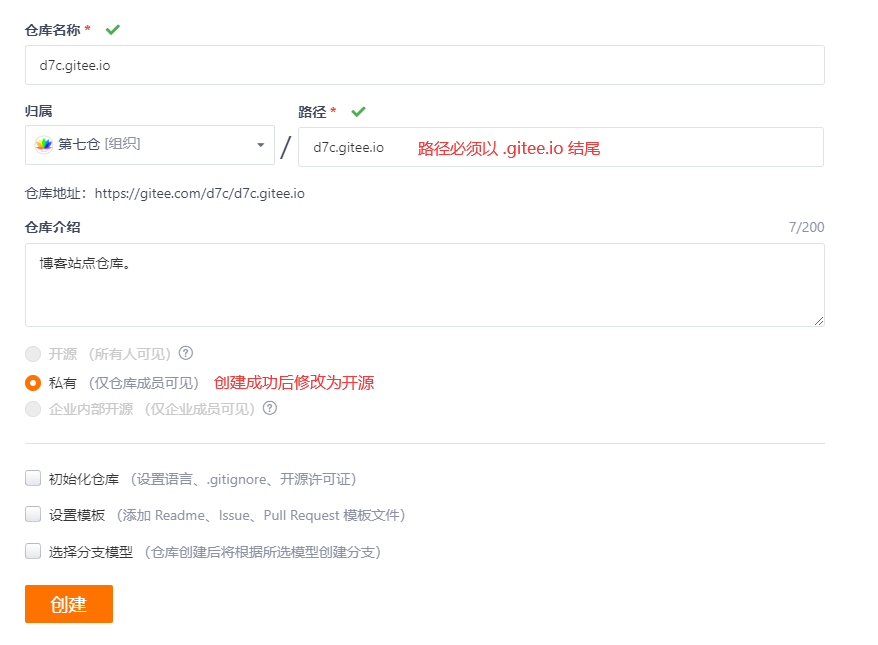 仓库名称 *
d7c.gitee.io
归属
路径 *
第七仓 [组织]
/
d7c.gitee.io
路径必须以 .gitee.io 结尾
仓库地址：https://gitee.com/d7c/d7c.gitee.io
仓库介绍
7/200
博客站点仓库。
开源 （所有人可见） ?
私有 （仅仓库成员可见） 创建成功后修改为开源
企业内部开源 （仅企业成员可见） ?
初始化仓库 （设置语言、.gitignore、开源许可证）
设置模板 （添加 Readme、Issue、Pull Request 模板文件）
选择分支模型 （仓库创建后将根据所选模型创建分支）
创建